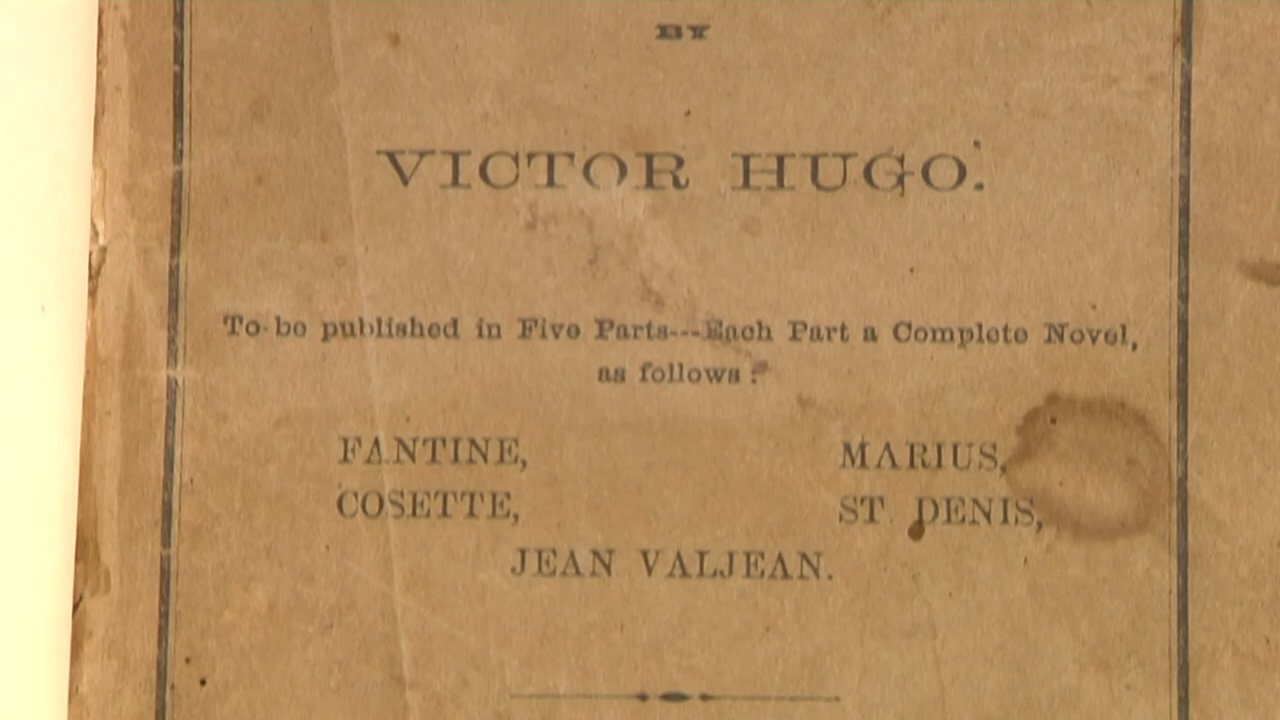 BY
VICTOR HUGO.
To be published in Five Parts---Each Part a Complete Novel,
as follows:
FANTINE, MARIUS,
COSETTE, ST DENIS,
JEAN VALJEAN.